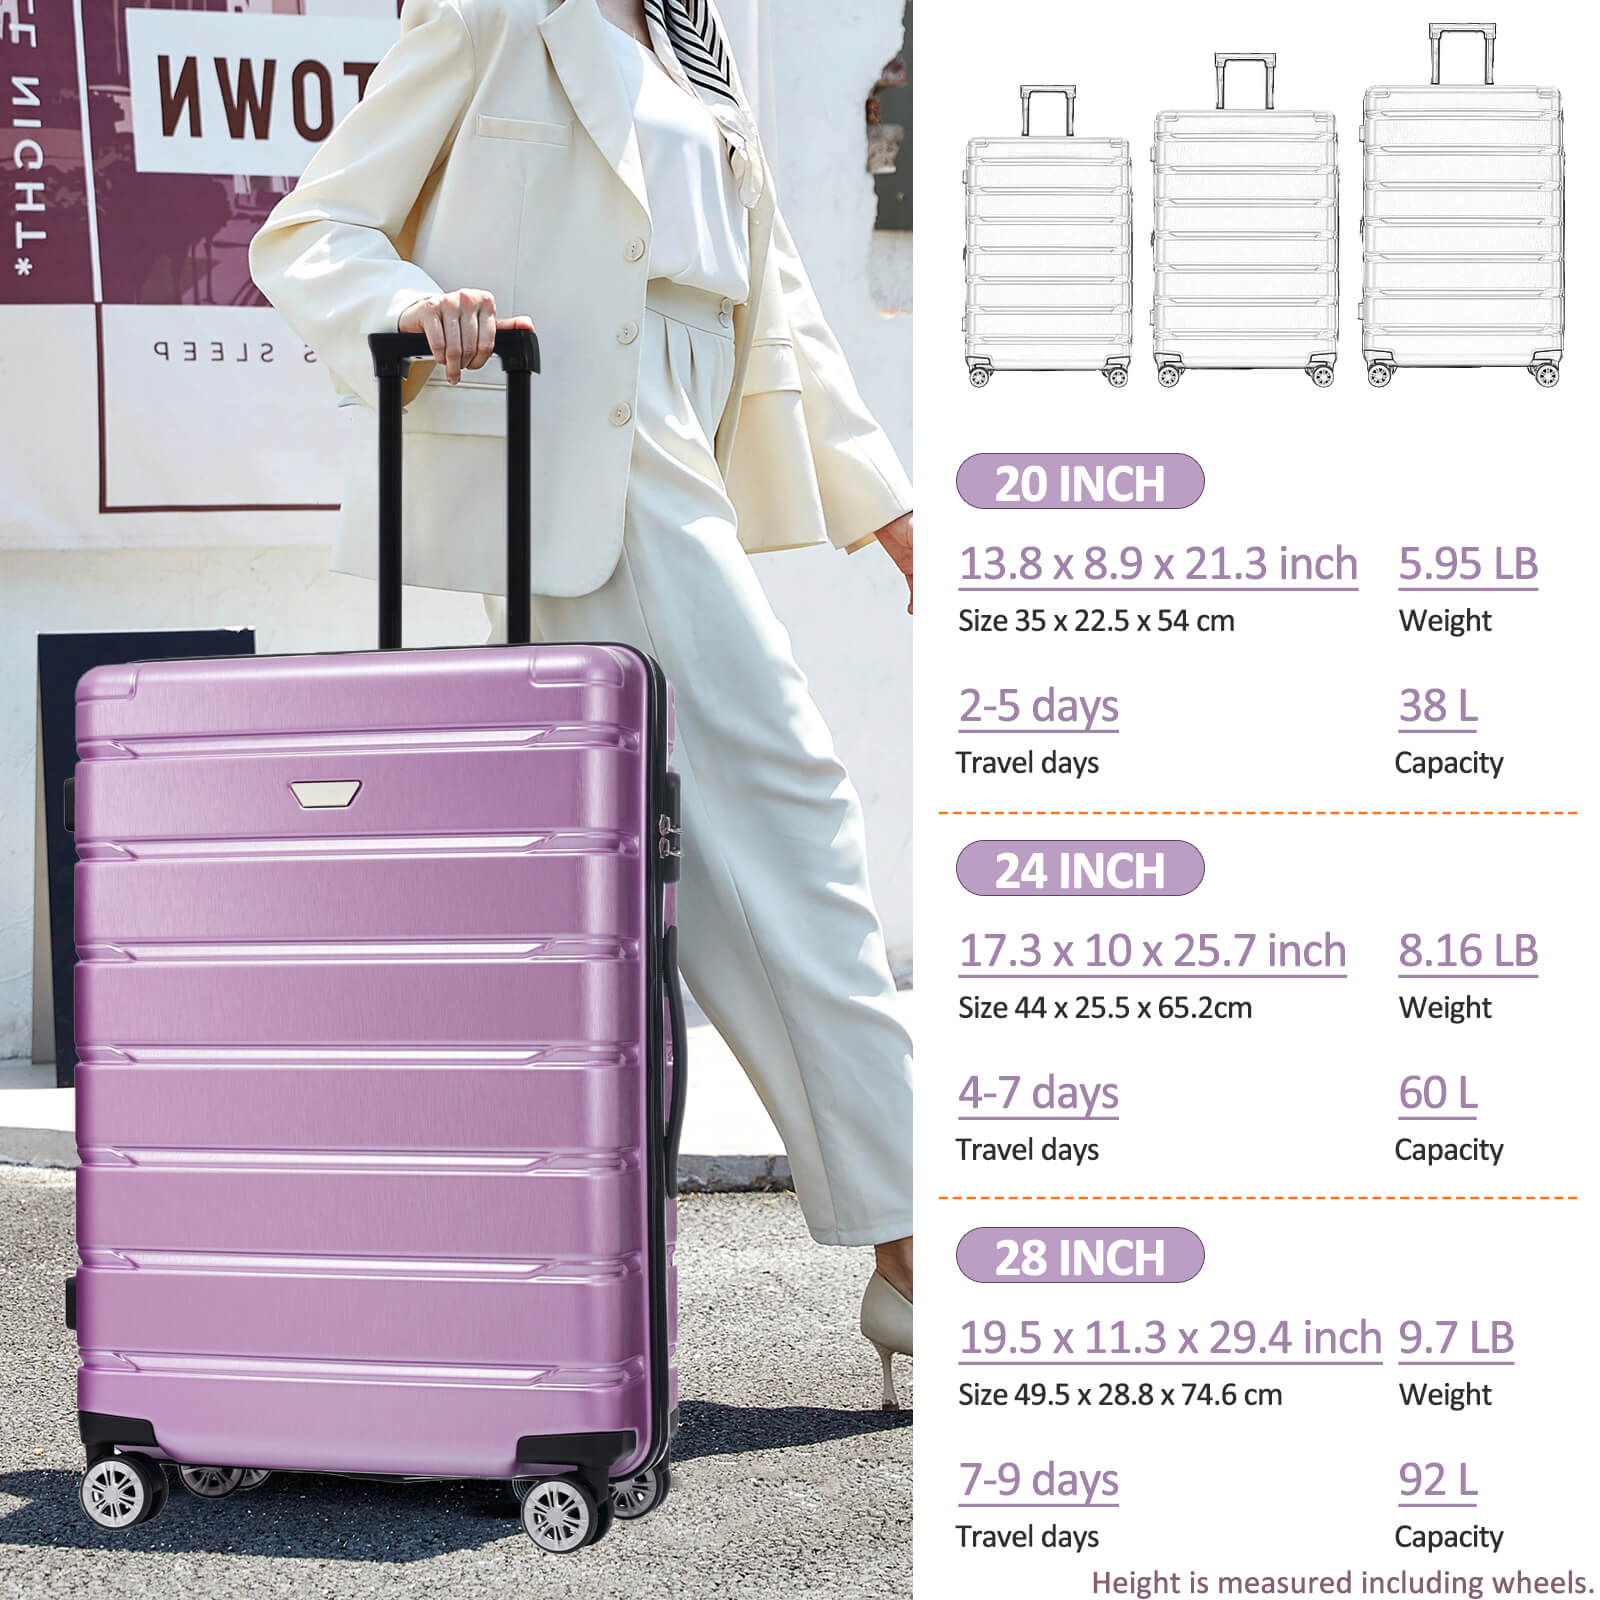 NIGHT*
TOWN
S SLEEP
20 INCH
13.8 x 8.9 x 21.3 inch 5.95 LB
Size 35 x 22.5 x 54 cm Weight
2-5 days 38 L
Travel days Capacity
24 INCH
17.3 x 10 x 25.7 inch 8.16 LB
Size 44 x 25.5 x 65.2cm Weight
4-7 days 60 L
Travel days Capacity
28 INCH
19.5 x 11.3 x 29.4 inch 9.7 LB
Size 49.5 x 28.8 x 74.6 cm Weight
7-9 days 92 L
Travel days Capacity
Height is measured including wheels.